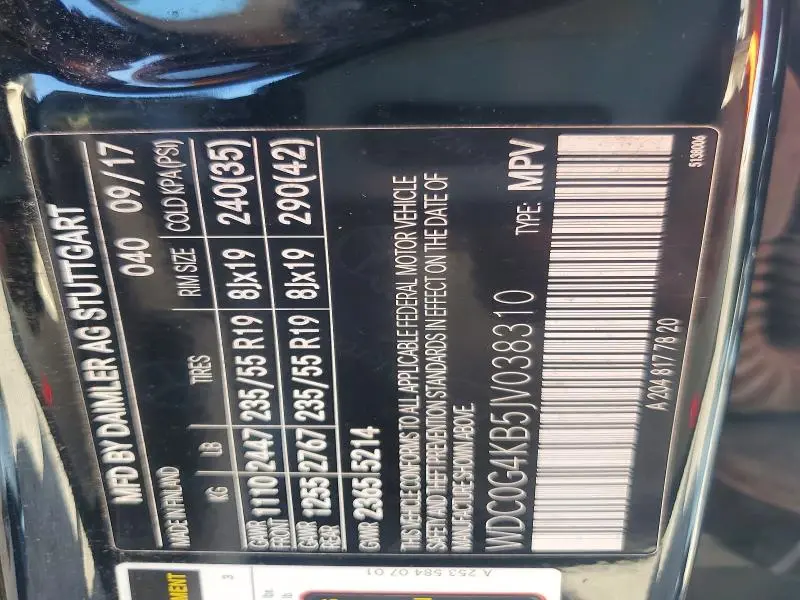 MFD BY DAIMLER AG STUTTGART
MADE IN FINLAND 040 09/17
KG LB TIRES RIM SIZE COLD KPA(PSI)
GAWR FRONT 1110 2447 235/55 R19 8Jx19 240(35)
GAWR REAR 1255 2767 235/55 R19 8Jx19 290(42)
GVWR 2365 5214
THIS VEHICLE CONFORMS TO ALL APPLICABLE FEDERAL MOTOR VEHICLE
SAFETY AND THEFT PREVENTION STANDARDS IN EFFECT ON THE DATE OF
MANUFACTURE SHOWN ABOVE
WDC0G4KB5JV038310 TYPE: MPV
A 204 817 78 20
5138006
A 253 584 07 01
3